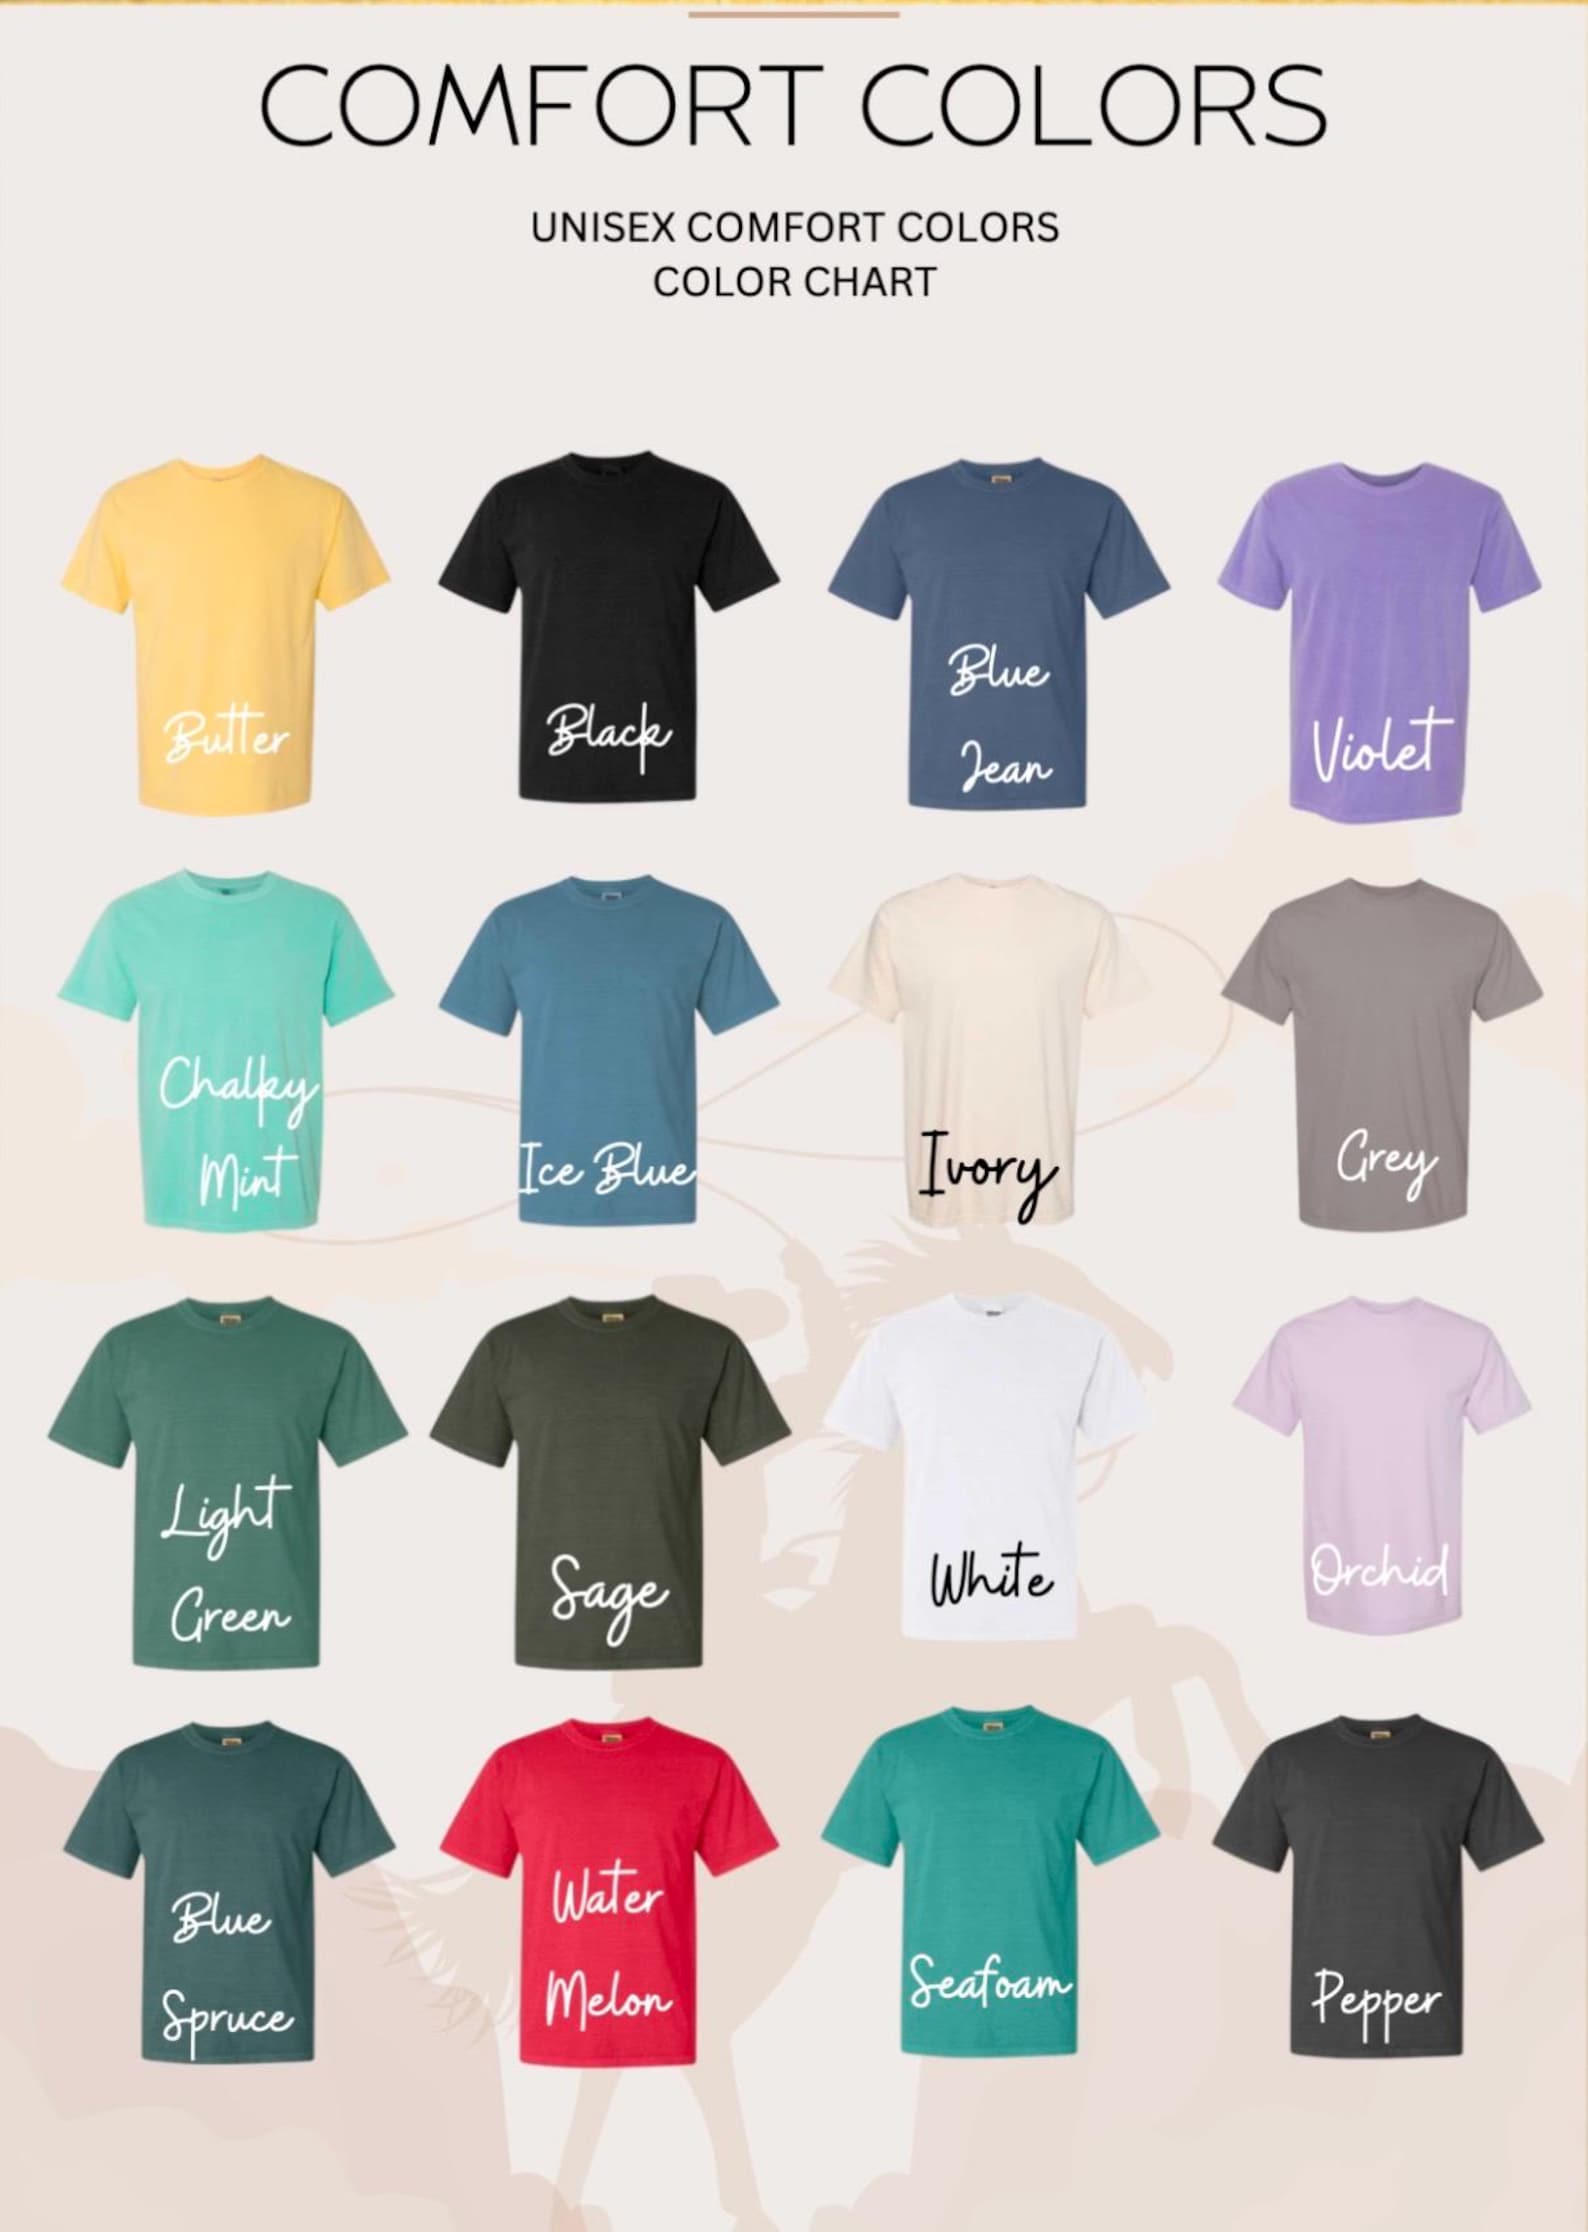 COMFORT COLORS
UNISEX COMFORT COLORS
COLOR CHART
Butter
Black
Blue
Jean
Violet
Chalky
Mint
Ice Blue
Ivory
Grey
Light
Green
Sage
White
Orchid
Blue
Spruce
Water
Melon
Seafoam
Pepper